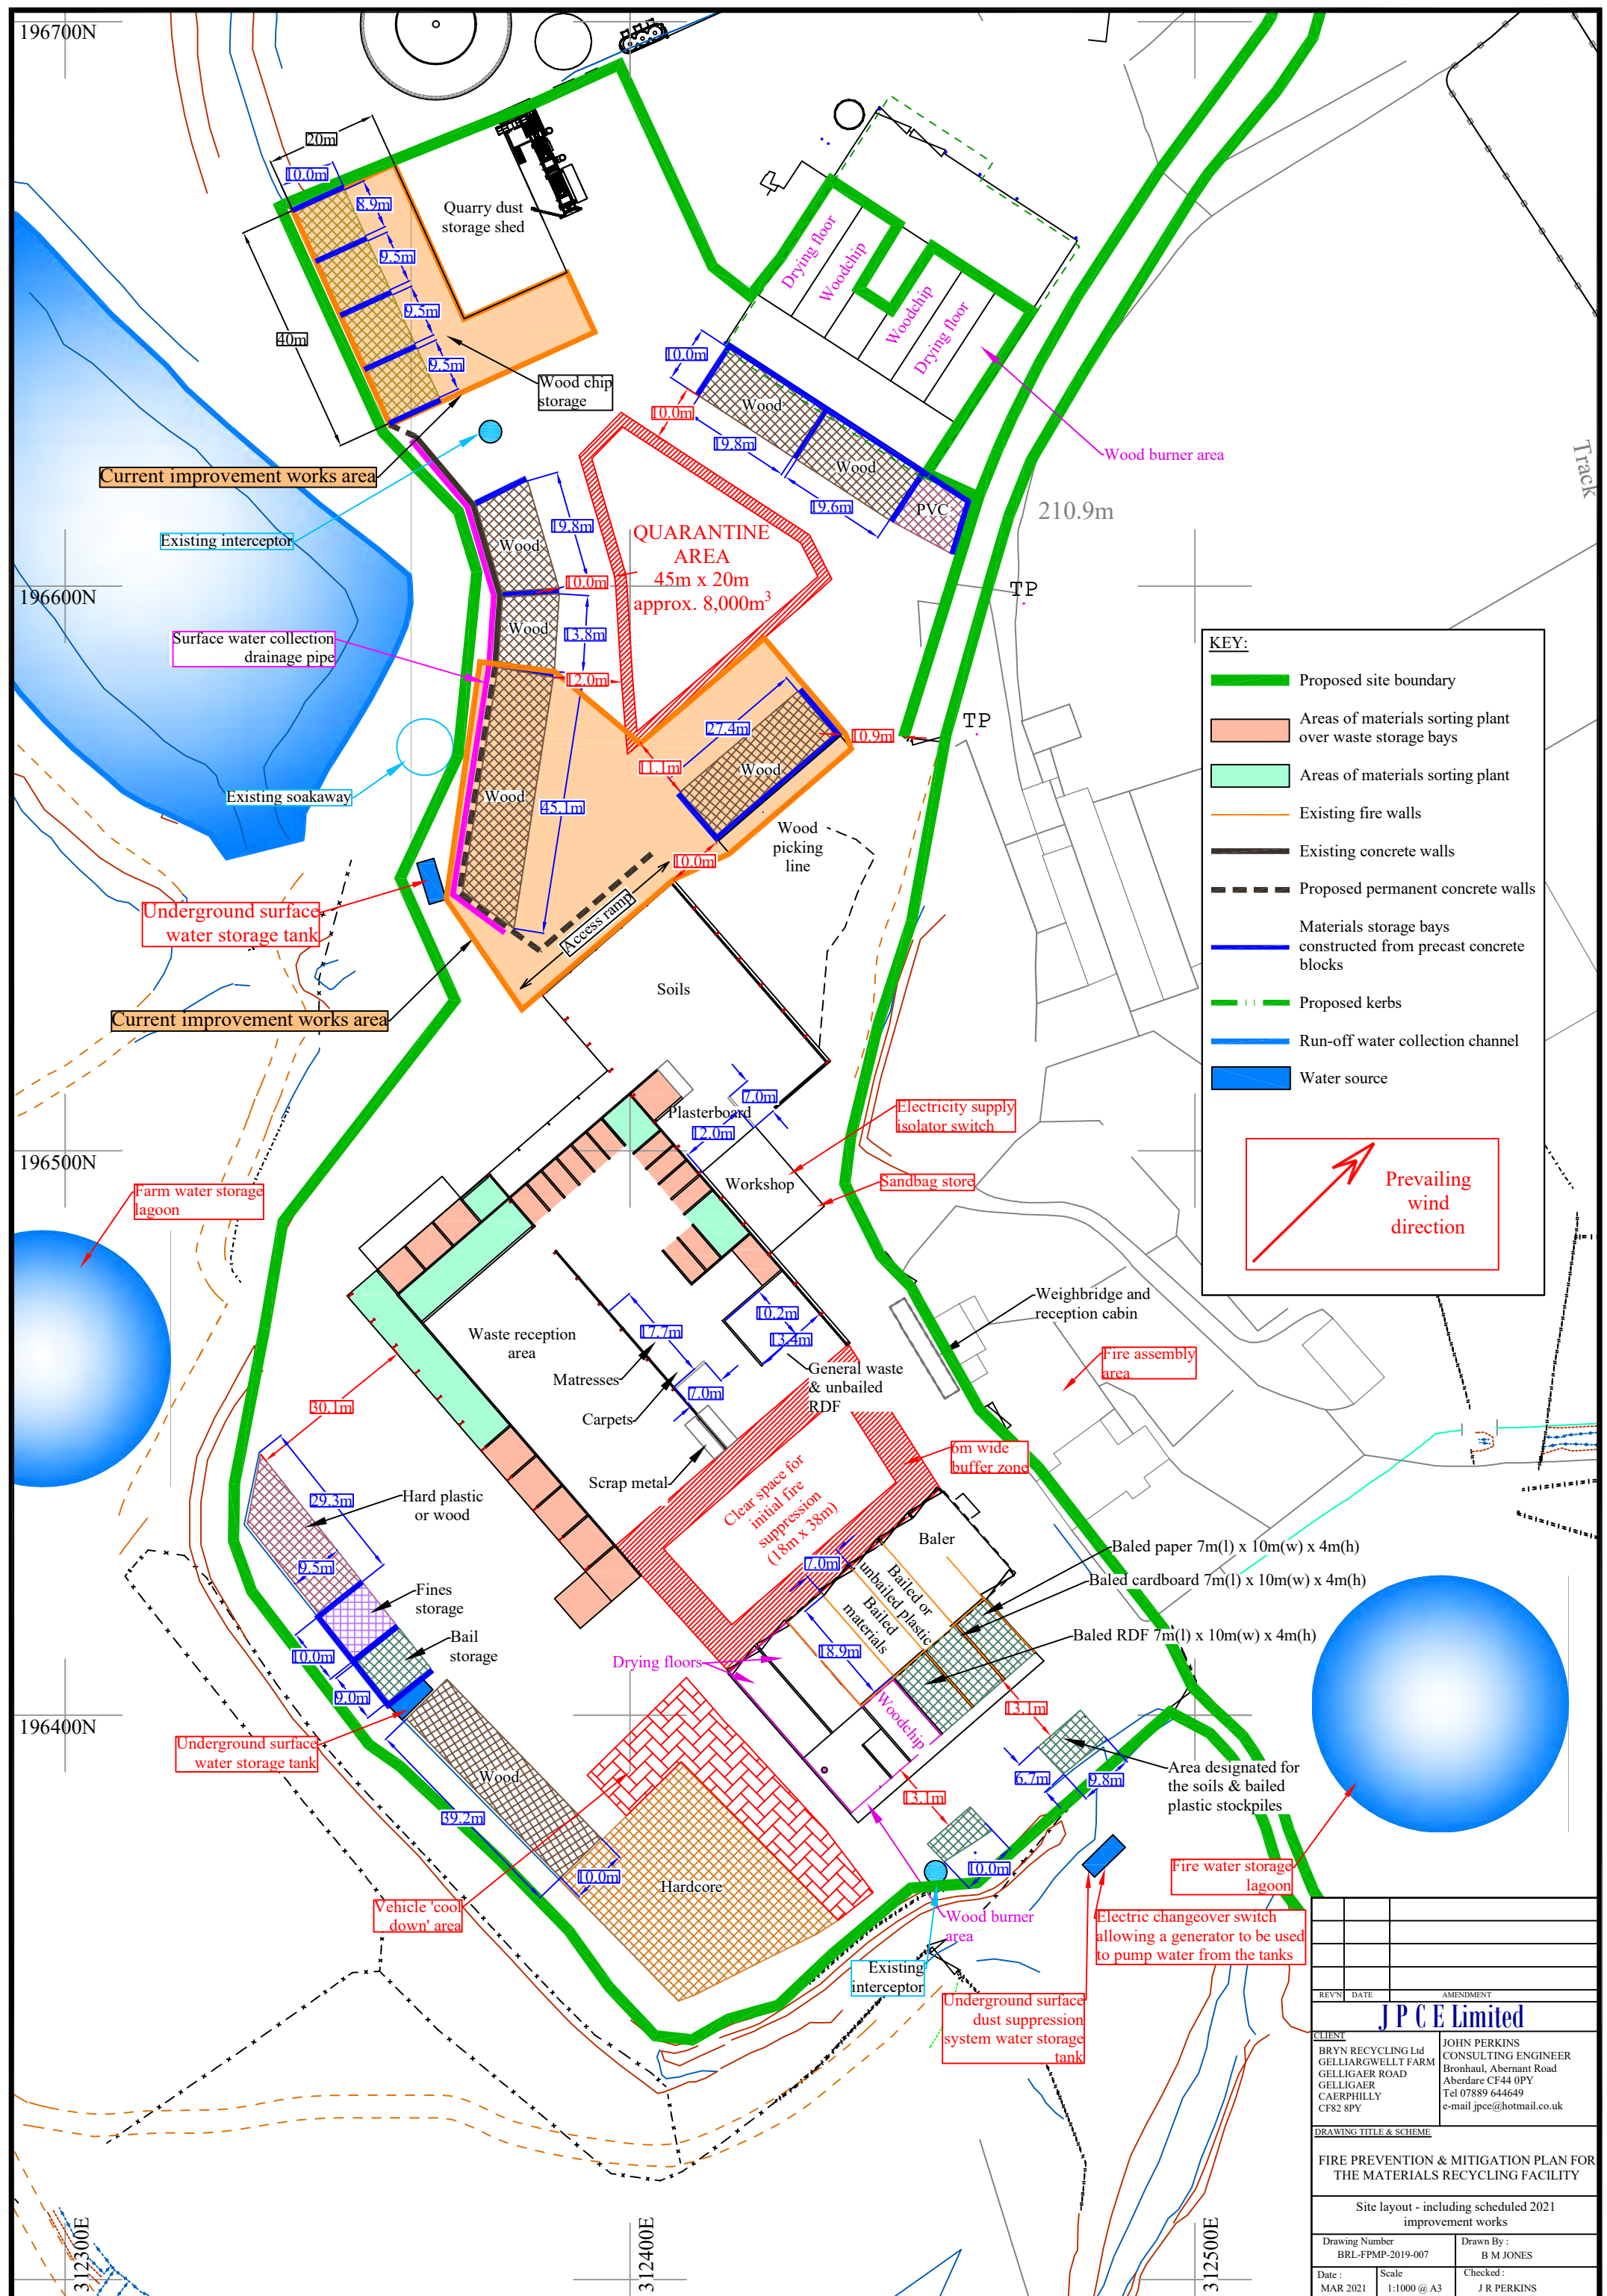 196700N
20m
10.0m
8.9m
Quarry dust
storage shed
9.5m
9.5m
40m
9.5m
Wood chip
storage
Current improvement works area
Existing interceptor
Drying floor
Woodchip
Woodchip
Drying floor
10.0m
10.0m
Wood
19.8m
Wood
19.6m
PVC
Wood burner area
210.9m
Track
19.8m
Wood
QUARANTINE
AREA
45m x 20m
approx. 8,000m³
10.0m
196600N
TP
Wood
13.8m
Surface water collection
drainage pipe
12.0m
TP
27.4m
10.9m
11.1m
Wood
Existing soakaway
Wood
45.1m
Wood
picking
line
10.0m
Underground surface
water storage tank
Access ramp
Soils
Current improvement works area
KEY:
Proposed site boundary
Areas of materials sorting plant
over waste storage bays
Areas of materials sorting plant
Existing fire walls
Existing concrete walls
Proposed permanent concrete walls
Materials storage bays
constructed from precast concrete
blocks
Proposed kerbs
Run-off water collection channel
Water source
Prevailing
wind
direction
7.0m
Plasterboard
12.0m
Electricity supply
isolator switch
196500N
Workshop
Sandbag store
Farm water storage
lagoon
Weighbridge and
reception cabin
10.2m
13.4m
17.7m
Waste reception
area
Matresses
General waste
& unbailed
RDF
7.0m
Carpets
Fire assembly
area
30.1m
Scrap metal
6m wide
buffer zone
Clear space for
initial fire
suppression
(18m x 38m)
29.3m
Hard plastic
or wood
9.5m
Baler
7.0m
Bailed or
unbailed plastic
Bailed
materials
Baled paper 7m(l) x 10m(w) x 4m(h)
Baled cardboard 7m(l) x 10m(w) x 4m(h)
Baled RDF 7m(l) x 10m(w) x 4m(h)
Fines
storage
Bail
storage
10.0m
9.0m
18.9m
Drying floors
Woodchip
13.1m
196400N
Underground surface
water storage tank
Wood
39.2m
10.0m
Hardcore
Vehicle 'cool
down' area
13.1m
6.7m
9.8m
Area designated for
the soils & bailed
plastic stockpiles
10.0m
Fire water storage
lagoon
Wood burner
area
Electric changeover switch
allowing a generator to be used
to pump water from the tanks
Existing
interceptor
Underground surface
dust suppression
system water storage
tank
REV'N DATE AMENDMENT
J P C E Limited
CLIENT
BRYN RECYCLING Ltd
GELLIARGWELLT FARM
GELLIGAER ROAD
GELLIGAER
CAERPHILLY
CF82 8PY
JOHN PERKINS
CONSULTING ENGINEER
Bronhaul, Abernant Road
Aberdare CF44 0PY
Tel 07889 644649
e-mail jpce@hotmail.co.uk
DRAWING TITLE & SCHEME
FIRE PREVENTION & MITIGATION PLAN FOR
THE MATERIALS RECYCLING FACILITY
Site layout - including scheduled 2021
improvement works
Drawing Number
BRL-FPMP-2019-007
Drawn By :
B M JONES
Date :
MAR 2021
Scale
1:1000 @ A3
Checked :
J R PERKINS
312300E
312400E
312500E